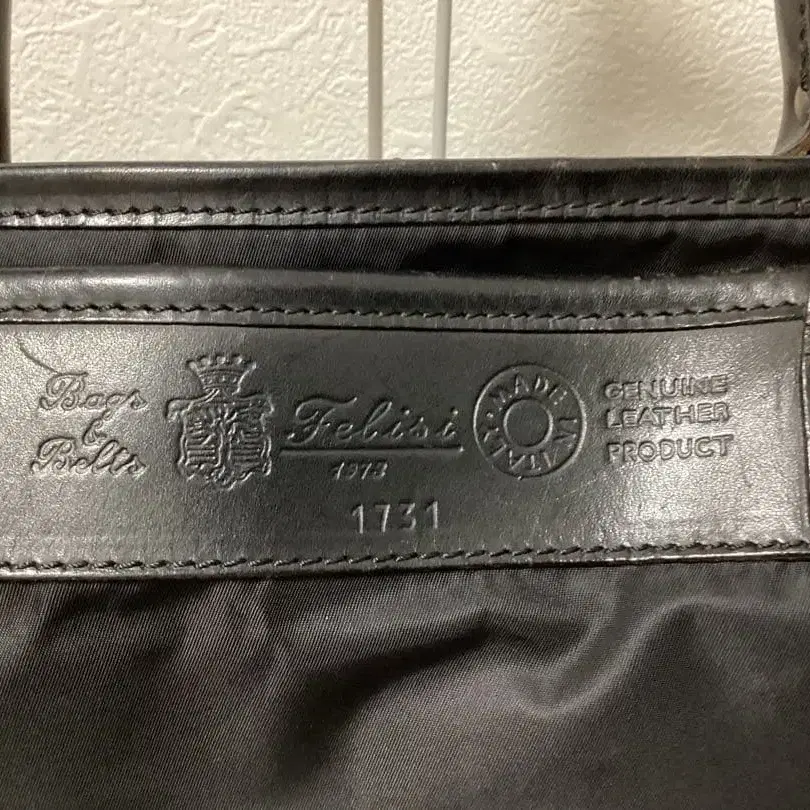 Bags
&
Belts
Felisi
1973
1731
MADE IN ITALY
GENUINE
LEATHER
PRODUCT